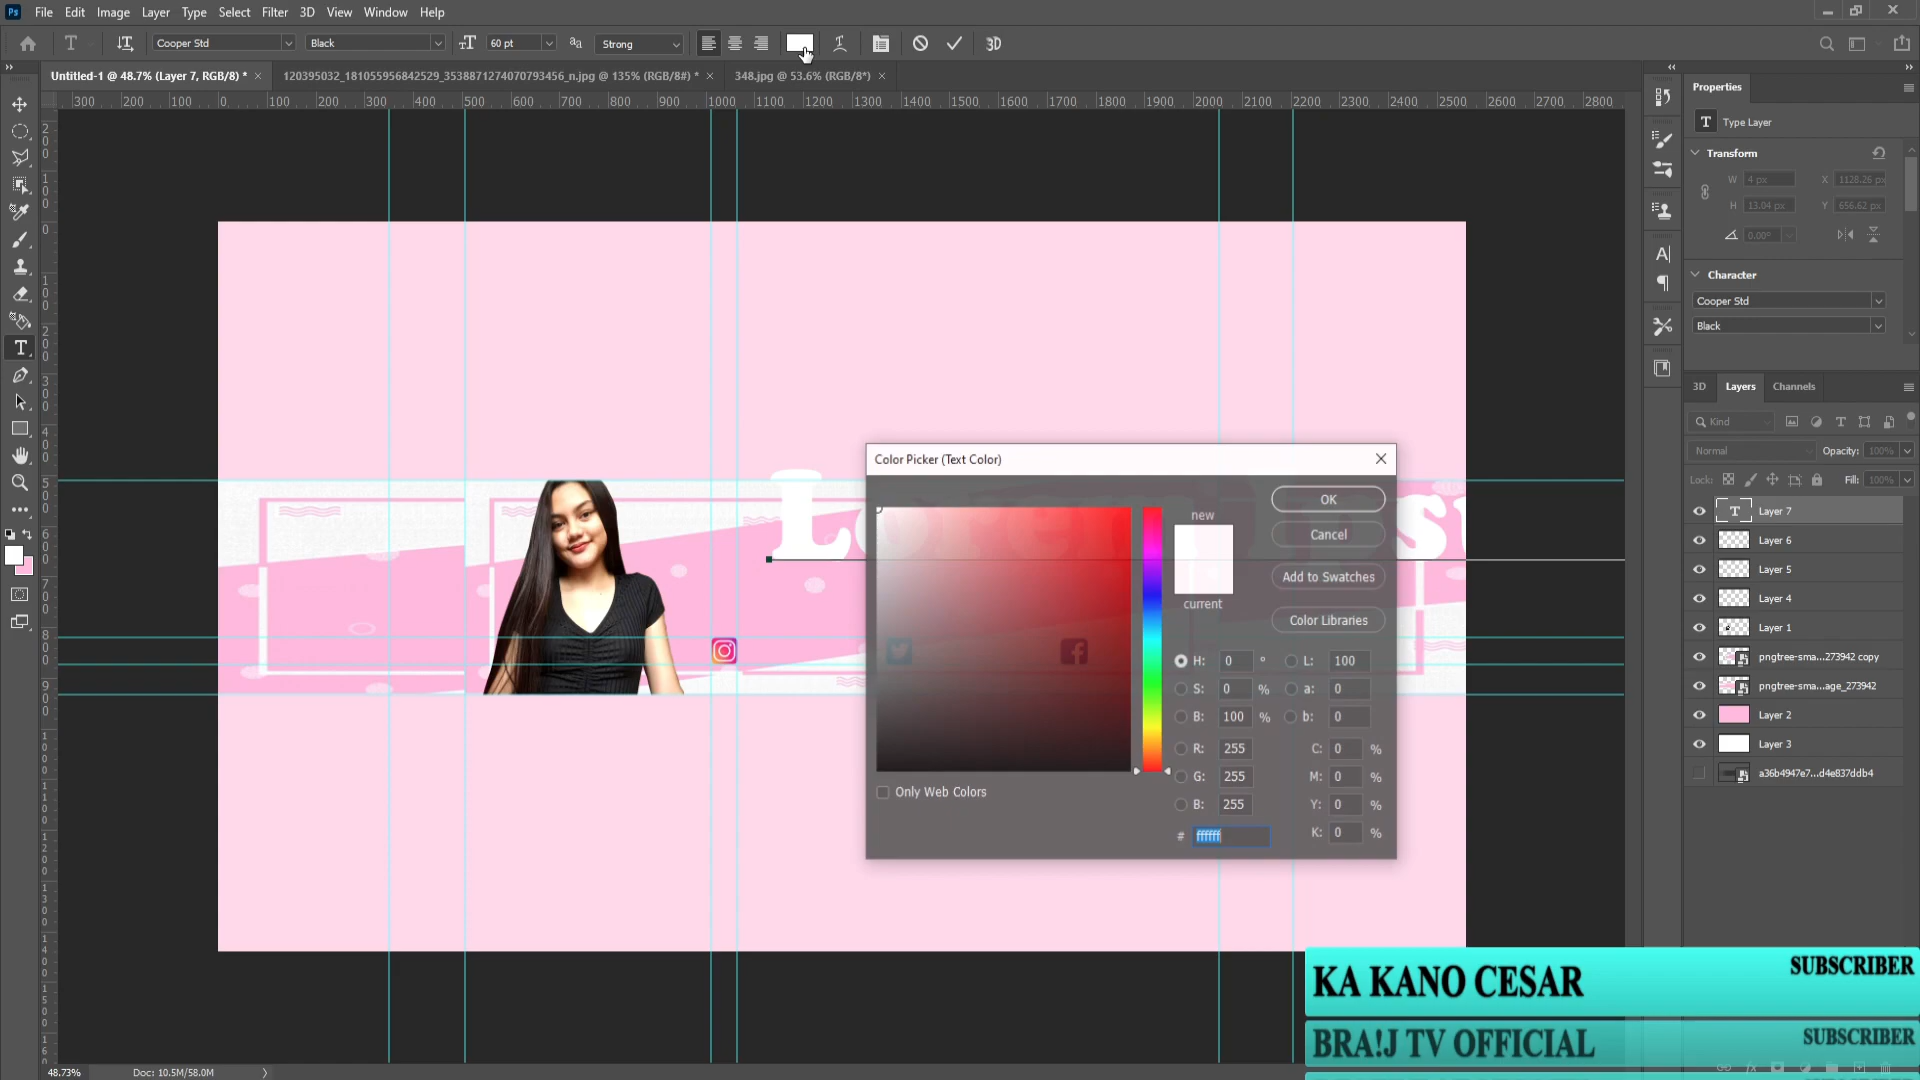 Ps File Edit Image Layer Type Select Filter 3D View Window Help
Cooper Std Black 60 pt Strong 3D
Untitled-1 @ 48.7% (Layer 7, RGB/8) * × 120395032_181055956842529_3538871274070793456_n.jpg @ 135% (RGB/8#) * × 348.jpg @ 53.6% (RGB/8*) ×
300 200 100 0 100 200 300 400 500 600 700 800 900 1000 1100 1200 1300 1400 1500 1600 1700 1800 1900 2000 2100 2200 2300 2400 2500 2600 2700 2800
Properties
T Type Layer
Transform
W 4 px X 1128.26 px
H 13.04 px Y 656.62 px
0.00°
Character
Cooper Std
Black
3D Layers Channels
Kind
Normal Opacity: 100%
Lock: Fill: 100%
Layer 7
Layer 6
Layer 5
Layer 4
Layer 1
pngtree-sma...273942 copy
pngtree-sma...age_273942
Layer 2
Layer 3
a36b4947e7...d4e837ddb4
Color Picker (Text Color)
new
current
OK
Cancel
Add to Swatches
Color Libraries
H: 0 ° L: 100
S: 0 % a: 0
B: 100 % b: 0
R: 255 C: 0 %
G: 255 M: 0 %
B: 255 Y: 0 %
# ffffff K: 0 %
Only Web Colors
KA KANO CESAR SUBSCRIBER
BRA!J TV OFFICIAL SUBSCRIBER
48.73% Doc: 10.5M/58.0M